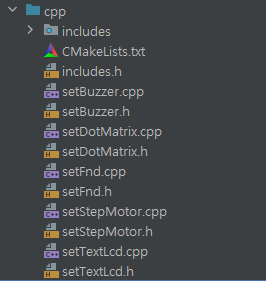 cpp
includes
CMakeLists.txt
includes.h
setBuzzer.cpp
setBuzzer.h
setDotMatrix.cpp
setDotMatrix.h
setFnd.cpp
setFnd.h
setStepMotor.cpp
setStepMotor.h
setTextLcd.cpp
setTextLcd.h